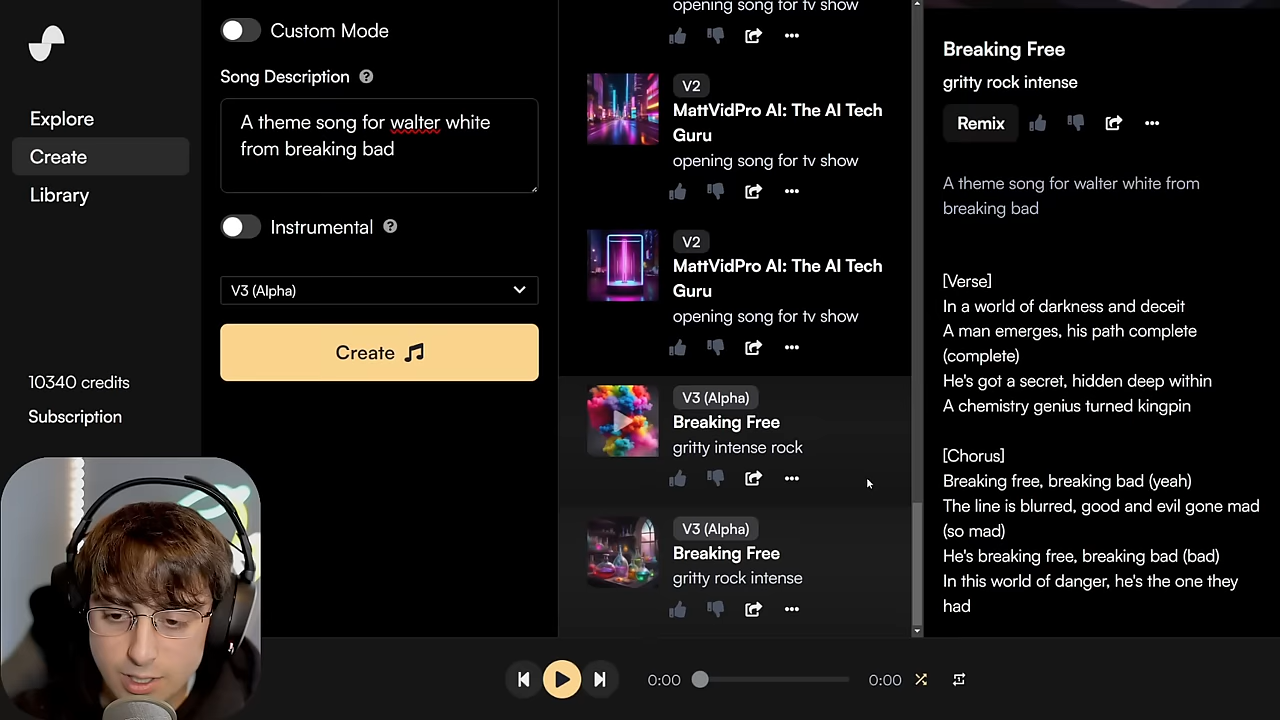 Custom Mode
Song Description
A theme song for walter white
from breaking bad
Instrumental
V3 (Alpha)
Create
Explore
Create
Library
10340 credits
Subscription
opening song for tv show
V2
MattVidPro AI: The AI Tech
Guru
opening song for tv show
V2
MattVidPro AI: The AI Tech
Guru
opening song for tv show
V3 (Alpha)
Breaking Free
gritty intense rock
V3 (Alpha)
Breaking Free
gritty rock intense
Breaking Free
gritty rock intense
Remix
A theme song for walter white from
breaking bad
[Verse]
In a world of darkness and deceit
A man emerges, his path complete
(complete)
He's got a secret, hidden deep within
A chemistry genius turned kingpin
[Chorus]
Breaking free, breaking bad (yeah)
The line is blurred, good and evil gone mad
(so mad)
He's breaking free, breaking bad (bad)
In this world of danger, he's the one they
had
0:00
0:00